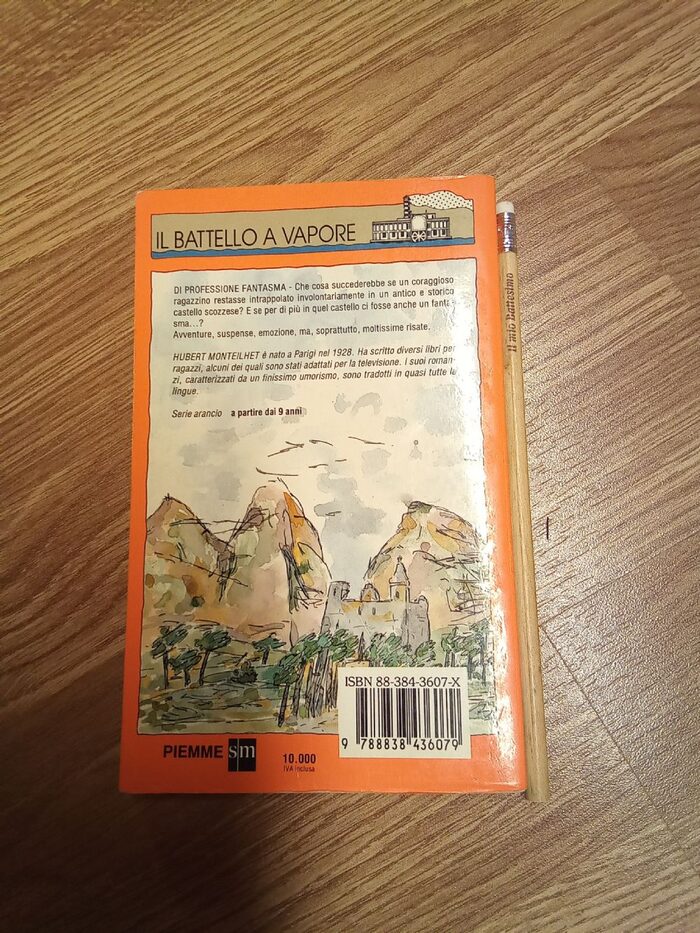 IL BATTELLO A VAPORE
DI PROFESSIONE FANTASMA - Che cosa succederebbe se un coraggioso
ragazzino restasse intrappolato involontariamente in un antico e storico
castello scozzese? E se per di più in quel castello ci fosse anche un fanta-
sma...?
Avventure, suspense, emozione, ma, soprattutto, moltissime risate.
HUBERT MONTEILHET è nato a Parigi nel 1928. Ha scritto diversi libri per
ragazzi, alcuni dei quali sono stati adattati per la televisione. I suoi roman-
zi, caratterizzati da un finissimo umorismo, sono tradotti in quasi tutte le
lingue.
Serie arancio a partire dai 9 anni
ISBN 88-384-3607-X
9 788838 436079
PIEMME sm
10.000
IVA inclusa
Il mio Battesimo